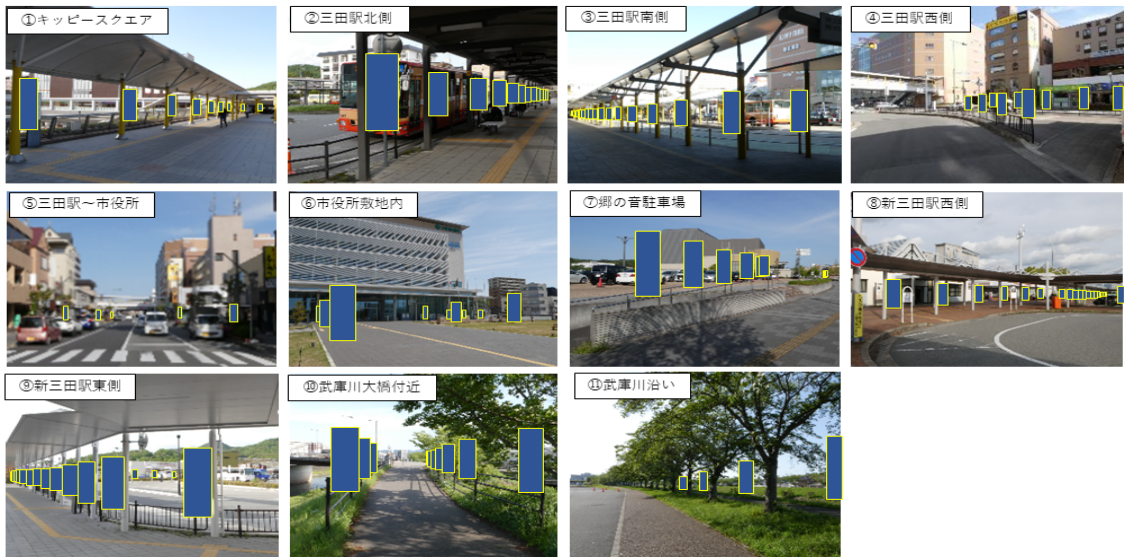 ①キッピースクエア
②三田駅北側
③三田駅南側
④三田駅西側
⑤三田駅～市役所
⑥市役所敷地内
⑦郷の音駐車場
⑧新三田駅西側
⑨新三田駅東側
⑩武庫川大橋付近
⑪武庫川沿い